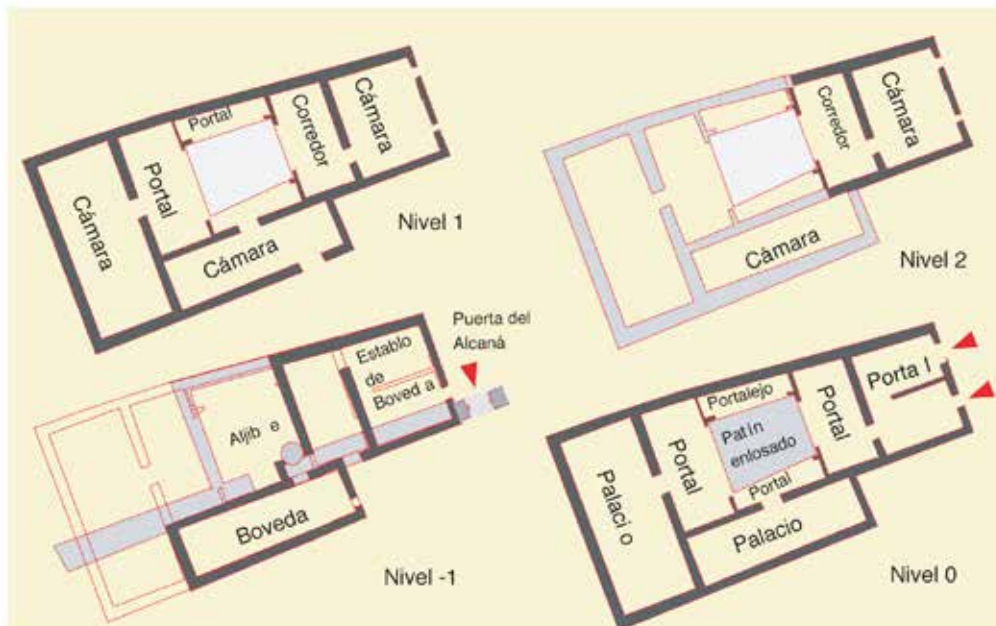 Cámara
Portal
Portal
Corredor
Cámara
Cámara
Nivel 1
Corredor
Cámara
Cámara
Nivel 2
Puerta del
Alcaná
Establo
de
Boved a
Aljib e
Boveda
Nivel -1
Porta l
Portalejo
Patín
enlosado
Portal
Portal
Portal
Palaci o
Palacio
Nivel 0